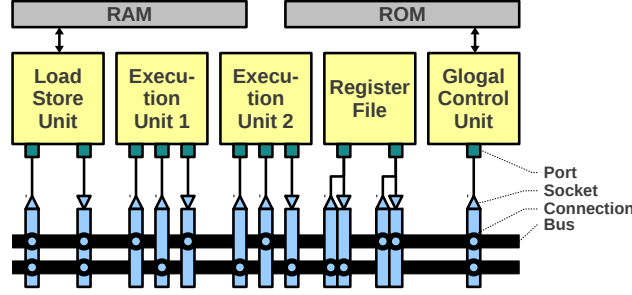 RAM
ROM
Load
Store
Unit
Execu-
tion
Unit 1
Execu-
tion
Unit 2
Register
File
Glogal
Control
Unit
Port
Socket
Connection
Bus